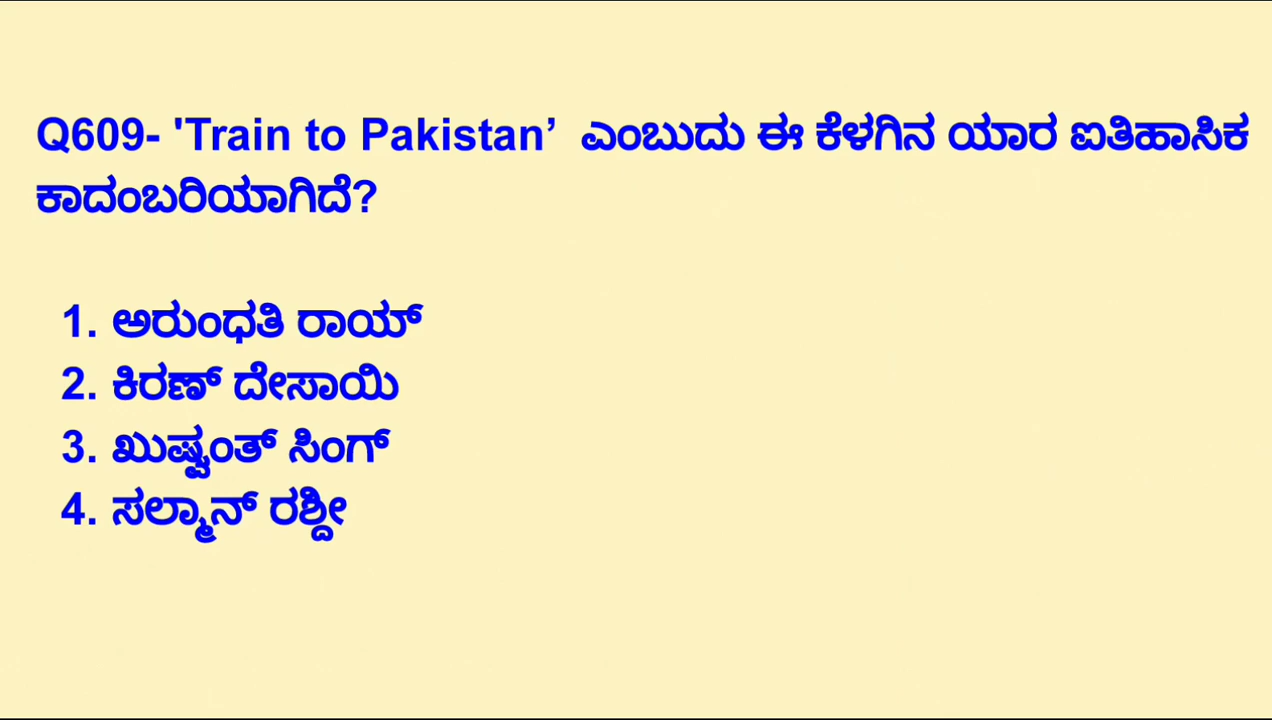 Q609- 'Train to Pakistan’ ಎಂಬುದು ಈ ಕೆಳಗಿನ ಯಾರ ಐತಿಹಾಸಿಕ
ಕಾದಂಬರಿಯಾಗಿದೆ?
1. ಅರುಂಧತಿ ರಾಯ್
2. ಕಿರಣ್ ದೇಸಾಯಿ
3. ಖುಷ್ವಂತ್ ಸಿಂಗ್
4. ಸಲ್ಮಾನ್ ರಶ್ದೀ